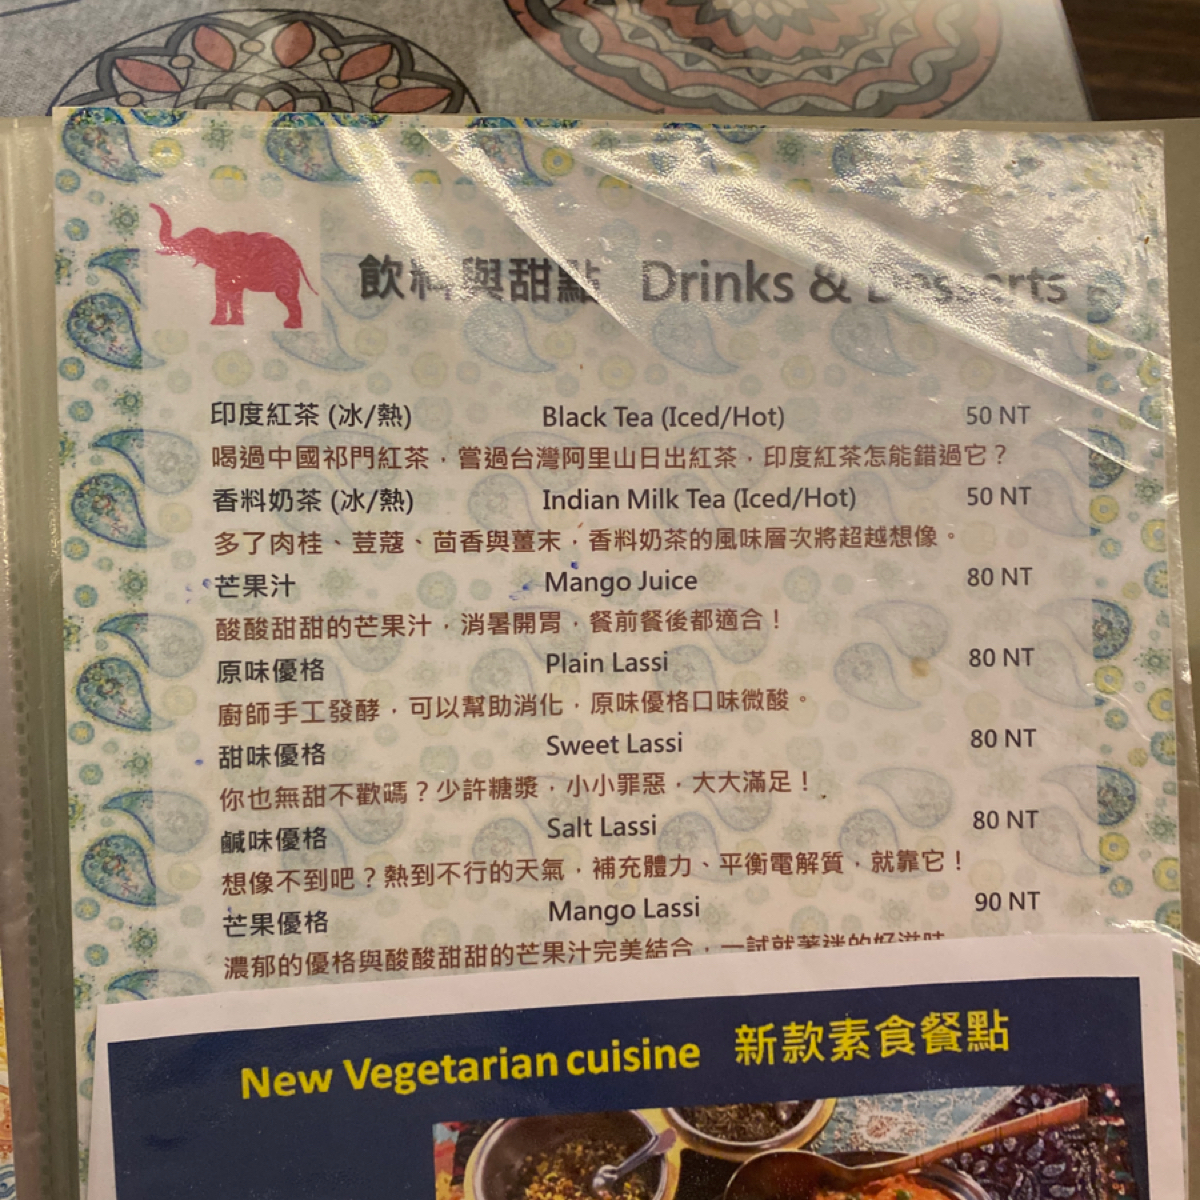 飲料與甜點 Drinks & Desserts
印度紅茶 (冰/熱) Black Tea (Iced/Hot) 50 NT
喝過中國祁門紅茶，嘗過台灣阿里山日出紅茶，印度紅茶怎能錯過它？
香料奶茶 (冰/熱) Indian Milk Tea (Iced/Hot) 50 NT
多了肉桂、荳蔻、茴香與薑末，香料奶茶的風味層次將超越想像。
芒果汁 Mango Juice 80 NT
酸酸甜甜的芒果汁，消暑開胃，餐前餐後都適合！
原味優格 Plain Lassi 80 NT
廚師手工發酵，可以幫助消化，原味優格口味微酸。
甜味優格 Sweet Lassi 80 NT
你也無甜不歡嗎？少許糖漿，小小罪惡，大大滿足！
鹹味優格 Salt Lassi 80 NT
想像不到吧？熱到不行的天氣，補充體力、平衡電解質，就靠它！
芒果優格 Mango Lassi 90 NT
濃郁的優格與酸酸甜甜的芒果汁完美結合，一試就著迷的好滋味
New Vegetarian cuisine 新款素食餐點